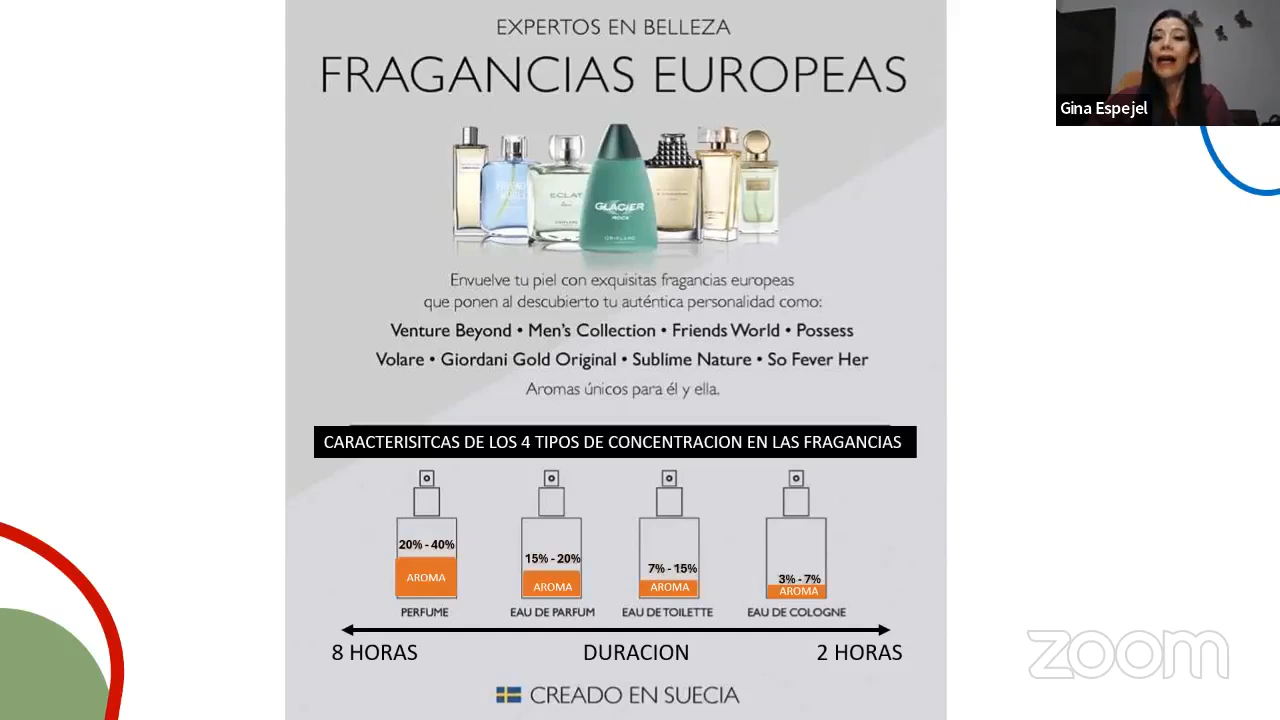 EXPERTOS EN BELLEZA
FRAGANCIAS EUROPEAS
Gina Espejel
ECLAT
GLACIER
ROCK
ORIFLAME
Envuelve tu piel con exquisitas fragancias europeas
que ponen al descubierto tu auténtica personalidad como:
Venture Beyond • Men's Collection • Friends World • Possess
Volare • Giordani Gold Original • Sublime Nature • So Fever Her
Aromas únicos para él y ella.
CARACTERISITCAS DE LOS 4 TIPOS DE CONCENTRACION EN LAS FRAGANCIAS
20% - 40% 15% - 20% 7% - 15% 3% - 7%
AROMA AROMA AROMA AROMA
PERFUME EAU DE PARFUM EAU DE TOILETTE EAU DE COLOGNE
8 HORAS DURACION 2 HORAS
CREADO EN SUECIA
zoom